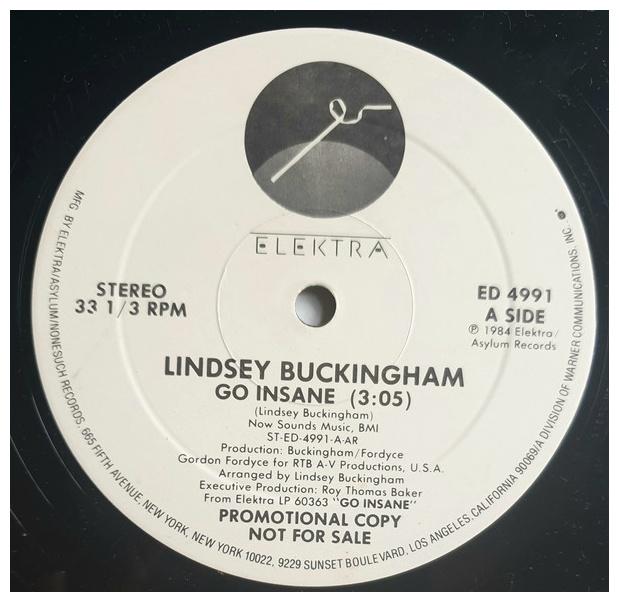 ELEKTRA
STEREO
33 1/3 RPM
ED 4991
A SIDE
℗ 1984 Elektra/
Asylum Records
LINDSEY BUCKINGHAM
GO INSANE (3:05)
(Lindsey Buckingham)
Now Sounds Music, BMI
ST-ED-4991-A-AR
Production: Buckingham/Fordyce
Gordon Fordyce for RTB A-V Productions, U.S.A.
Arranged by Lindsey Buckingham
Executive Production: Roy Thomas Baker
From Elektra LP 60363 "GO INSANE"
PROMOTIONAL COPY
NOT FOR SALE
MFG. BY ELEKTRA/ASYLUM/NONESUCH RECORDS, 665 FIFTH AVENUE, NEW YORK, NEW YORK 10022, 9229 SUNSET BOULEVARD, LOS ANGELES, CALIFORNIA 90069/A DIVISION OF WARNER COMMUNICATIONS, INC.